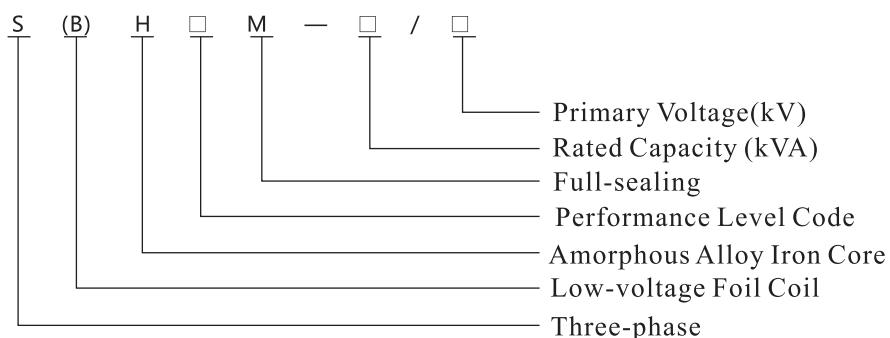 S (B) H □ M — □ / □
Primary Voltage(kV)
Rated Capacity (kVA)
Full-sealing
Performance Level Code
Amorphous Alloy Iron Core
Low-voltage Foil Coil
Three-phase